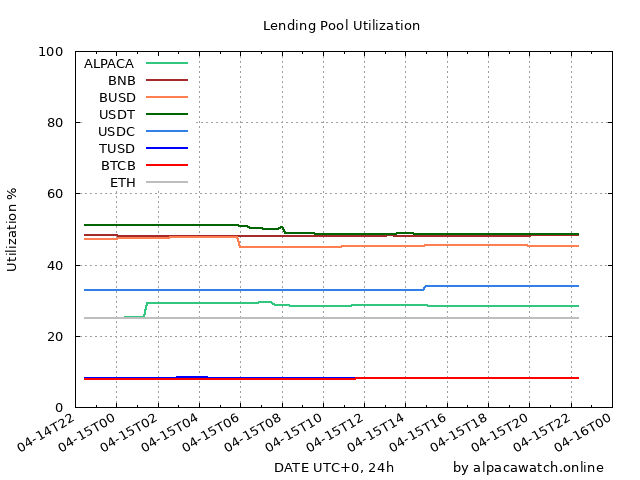 Lending Pool Utilization
100
80
60
40
20
0
Utilization %
ALPACA
BNB
BUSD
USDT
USDC
TUSD
BTCB
ETH
04-14T22
04-15T00
04-15T02
04-15T04
04-15T06
04-15T08
04-15T10
04-15T12
04-15T14
04-15T16
04-15T18
04-15T20
04-15T22
04-16T00
DATE UTC+0, 24h
by alpacawatch.online